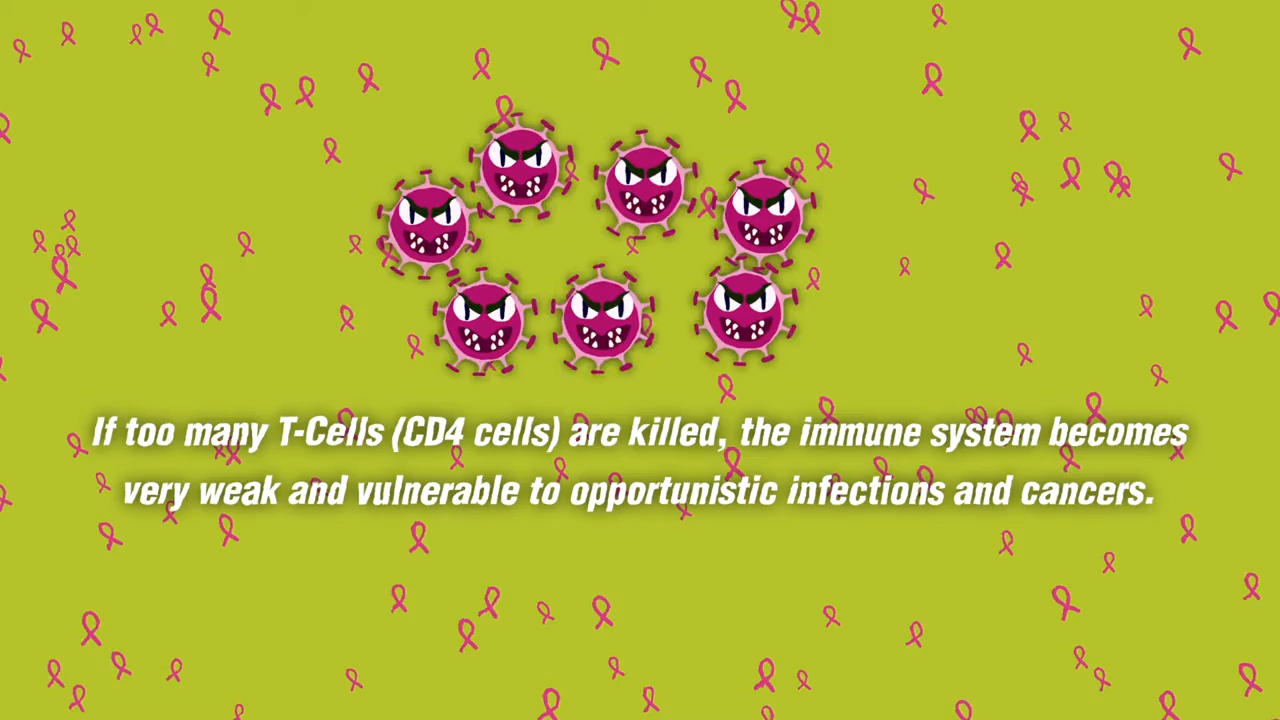 If too many T-Cells (CD4 cells) are killed, the immune system becomes
very weak and vulnerable to opportunistic infections and cancers.